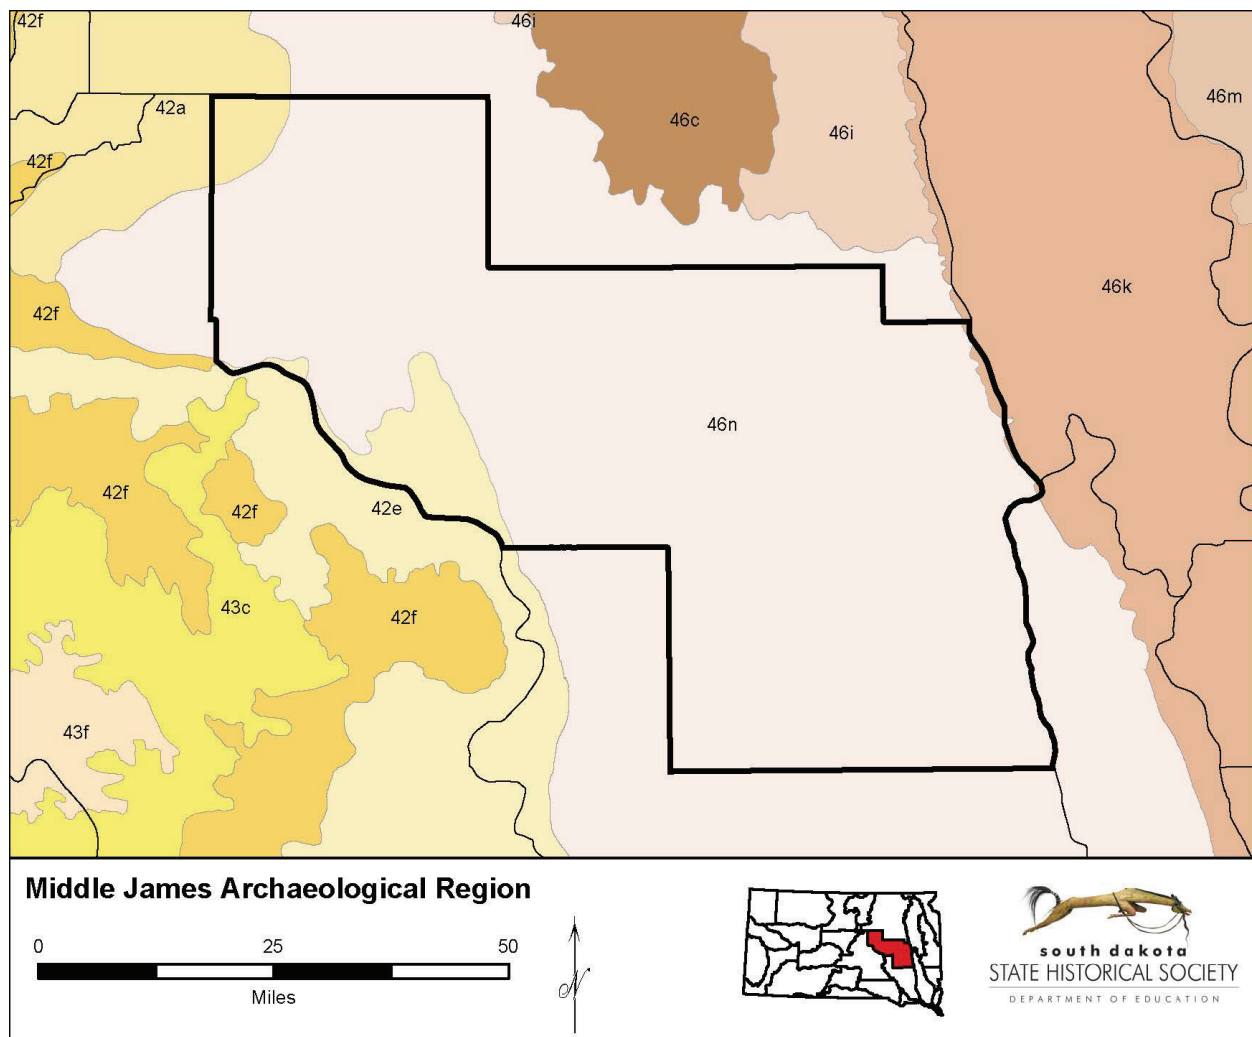 42f
46i
42a
46c
46i
46m
42f
42f
46k
46n
42f
42f
42e
43c
42f
43f
Middle James Archaeological Region
0 25 50
Miles
N
south dakota
STATE HISTORICAL SOCIETY
DEPARTMENT OF EDUCATION